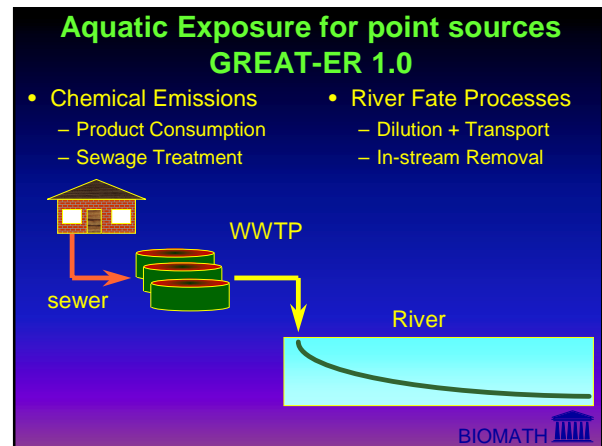 Aquatic Exposure for point sources
GREAT-ER 1.0
• Chemical Emissions
– Product Consumption
– Sewage Treatment
• River Fate Processes
– Dilution + Transport
– In-stream Removal
WWTP
sewer
River
BIOMATH